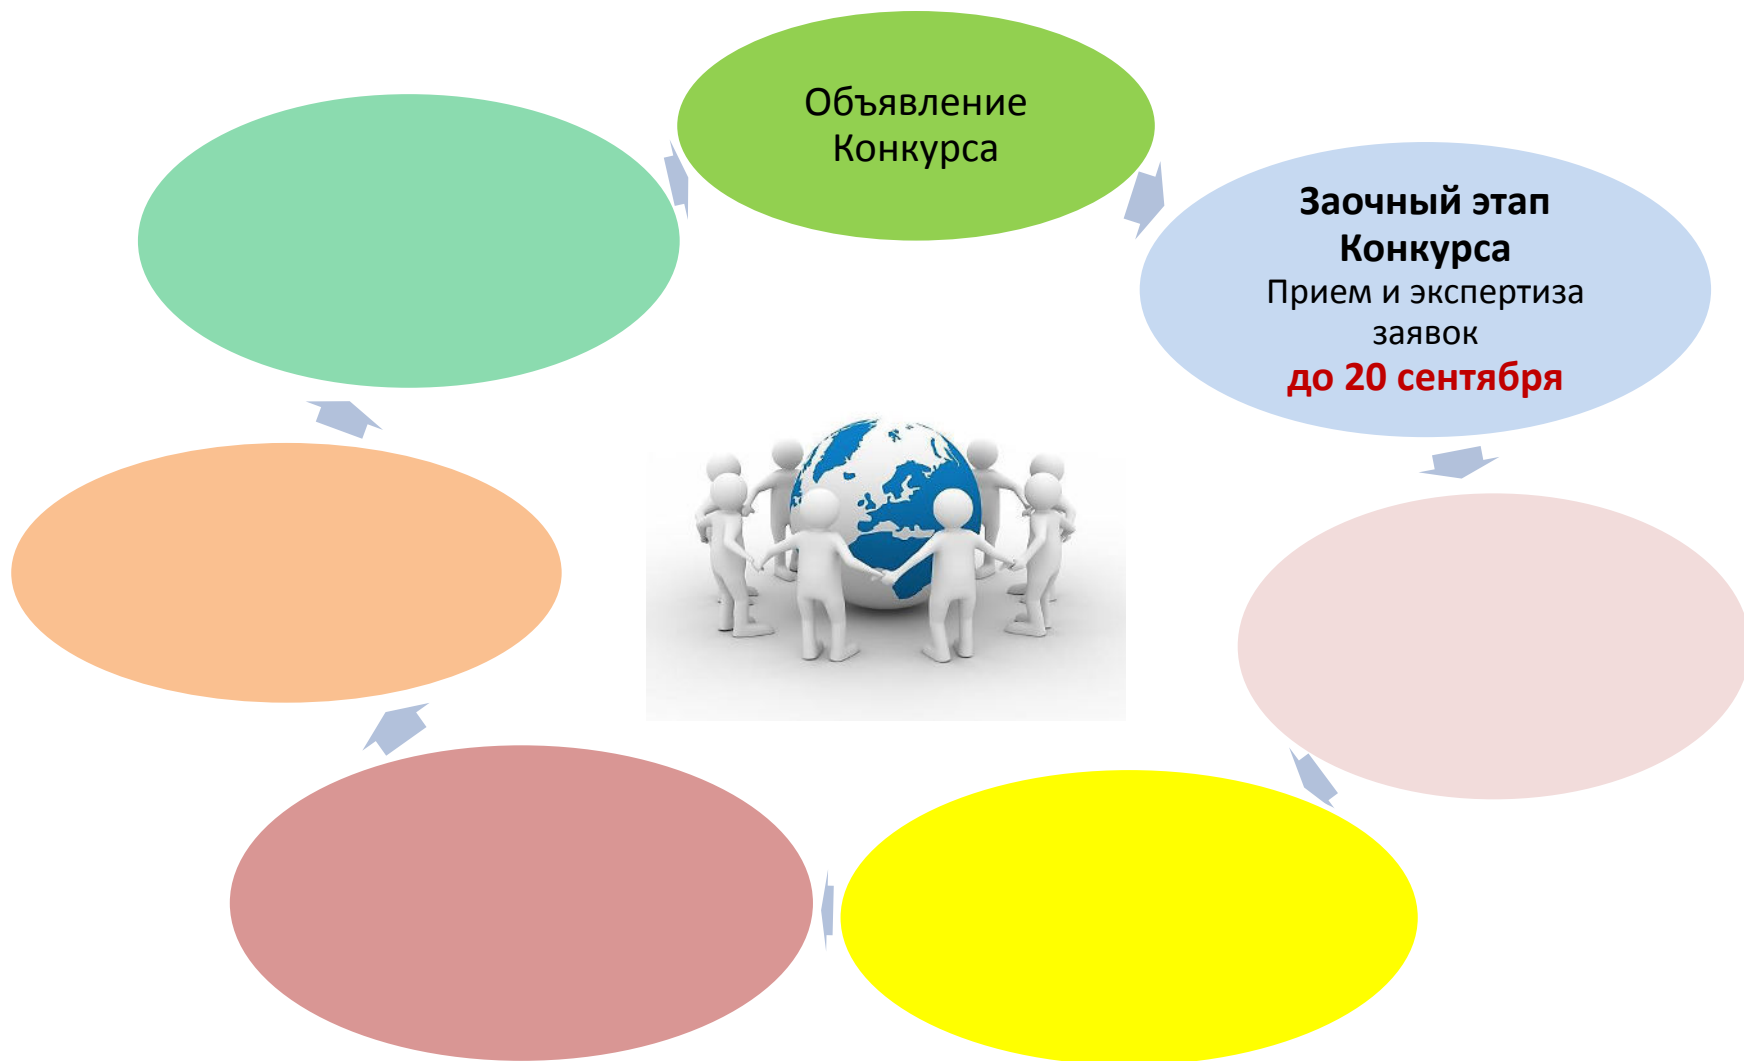 Объявление
Конкурса
Заочный этап
Конкурса
Прием и экспертиза
заявок
до 20 сентября